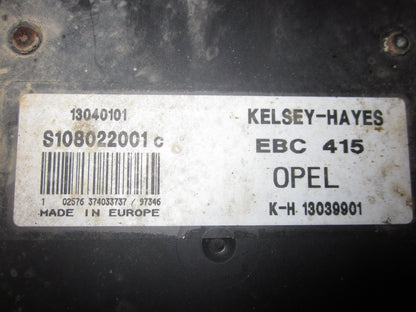 13040101
S108022001 c
1 02576 374033737 / 97346
MADE IN EUROPE
KELSEY-HAYES
EBC 415
OPEL
K-H 13039901